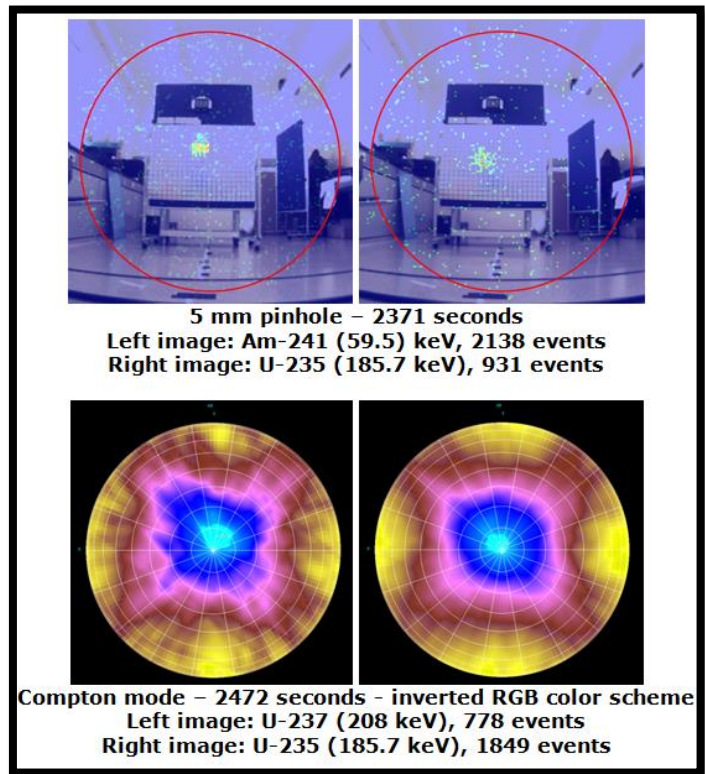 5 mm pinhole – 2371 seconds
Left image: Am-241 (59.5) keV, 2138 events
Right image: U-235 (185.7 keV), 931 events
Compton mode – 2472 seconds - inverted RGB color scheme
Left image: U-237 (208 keV), 778 events
Right image: U-235 (185.7 keV), 1849 events